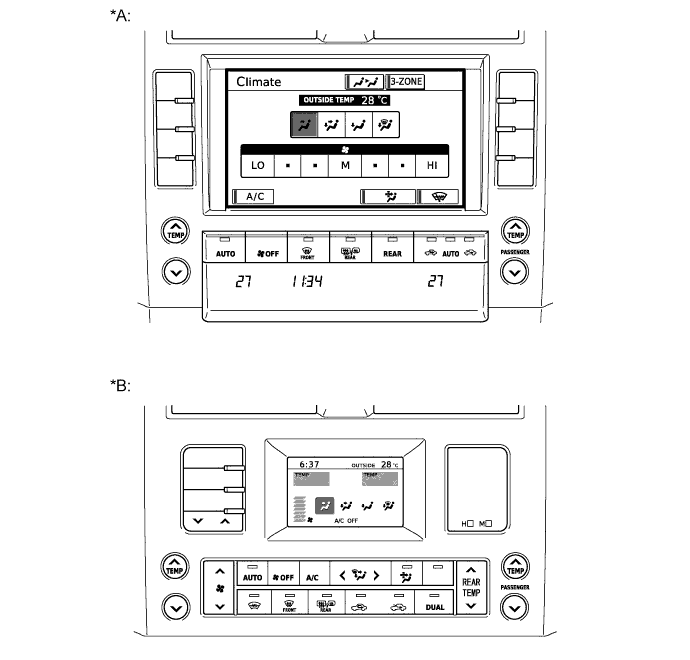 *A:
Climate 3-ZONE
OUTSIDE TEMP 28 °C
LO M HI
A/C
TEMP TEMP
PASSENGER
AUTO OFF FRONT REAR REAR AUTO
27 11:34 27
*B:
6:37 OUTSIDE 28 °C
TEMP TEMP
A/C OFF
H M
TEMP TEMP
PASSENGER
AUTO OFF A/C
REAR
TEMP
FRONT REAR DUAL